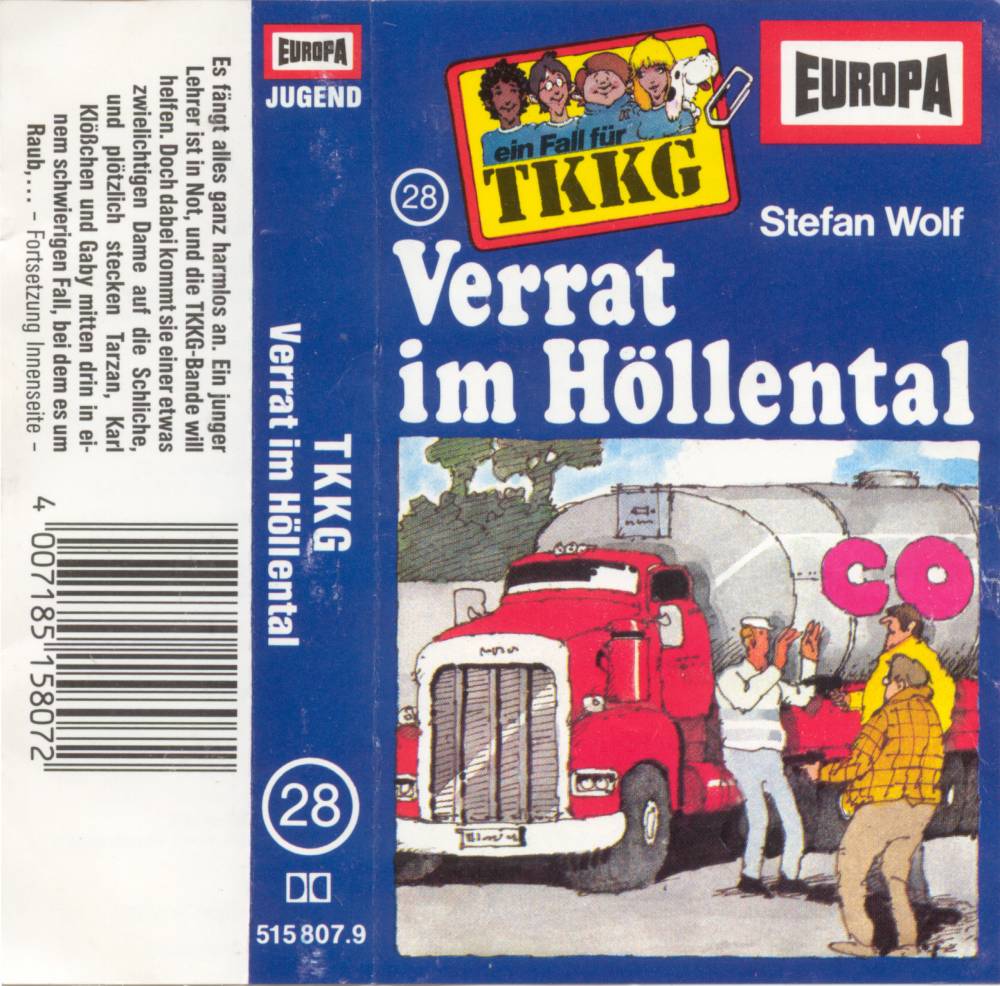 Es fängt alles ganz harmlos an. Ein junger
Lehrer ist in Not, und die TKKG-Bande will
helfen. Doch dabei kommt sie einer etwas
zwielichtigen Dame auf die Schliche,
und plötzlich stecken Tarzan, Karl
Klößchen und Gaby mitten drin in ei-
nem schwierigen Fall, bei dem es um
Raub,... – Fortsetzung Innenseite –
4 007185 158072
EUROPA
JUGEND
TKKG
Verrat im Höllental
28
515 807.9
ein Fall für
TKKG
EUROPA
28
Stefan Wolf
Verrat
im Höllental
CO